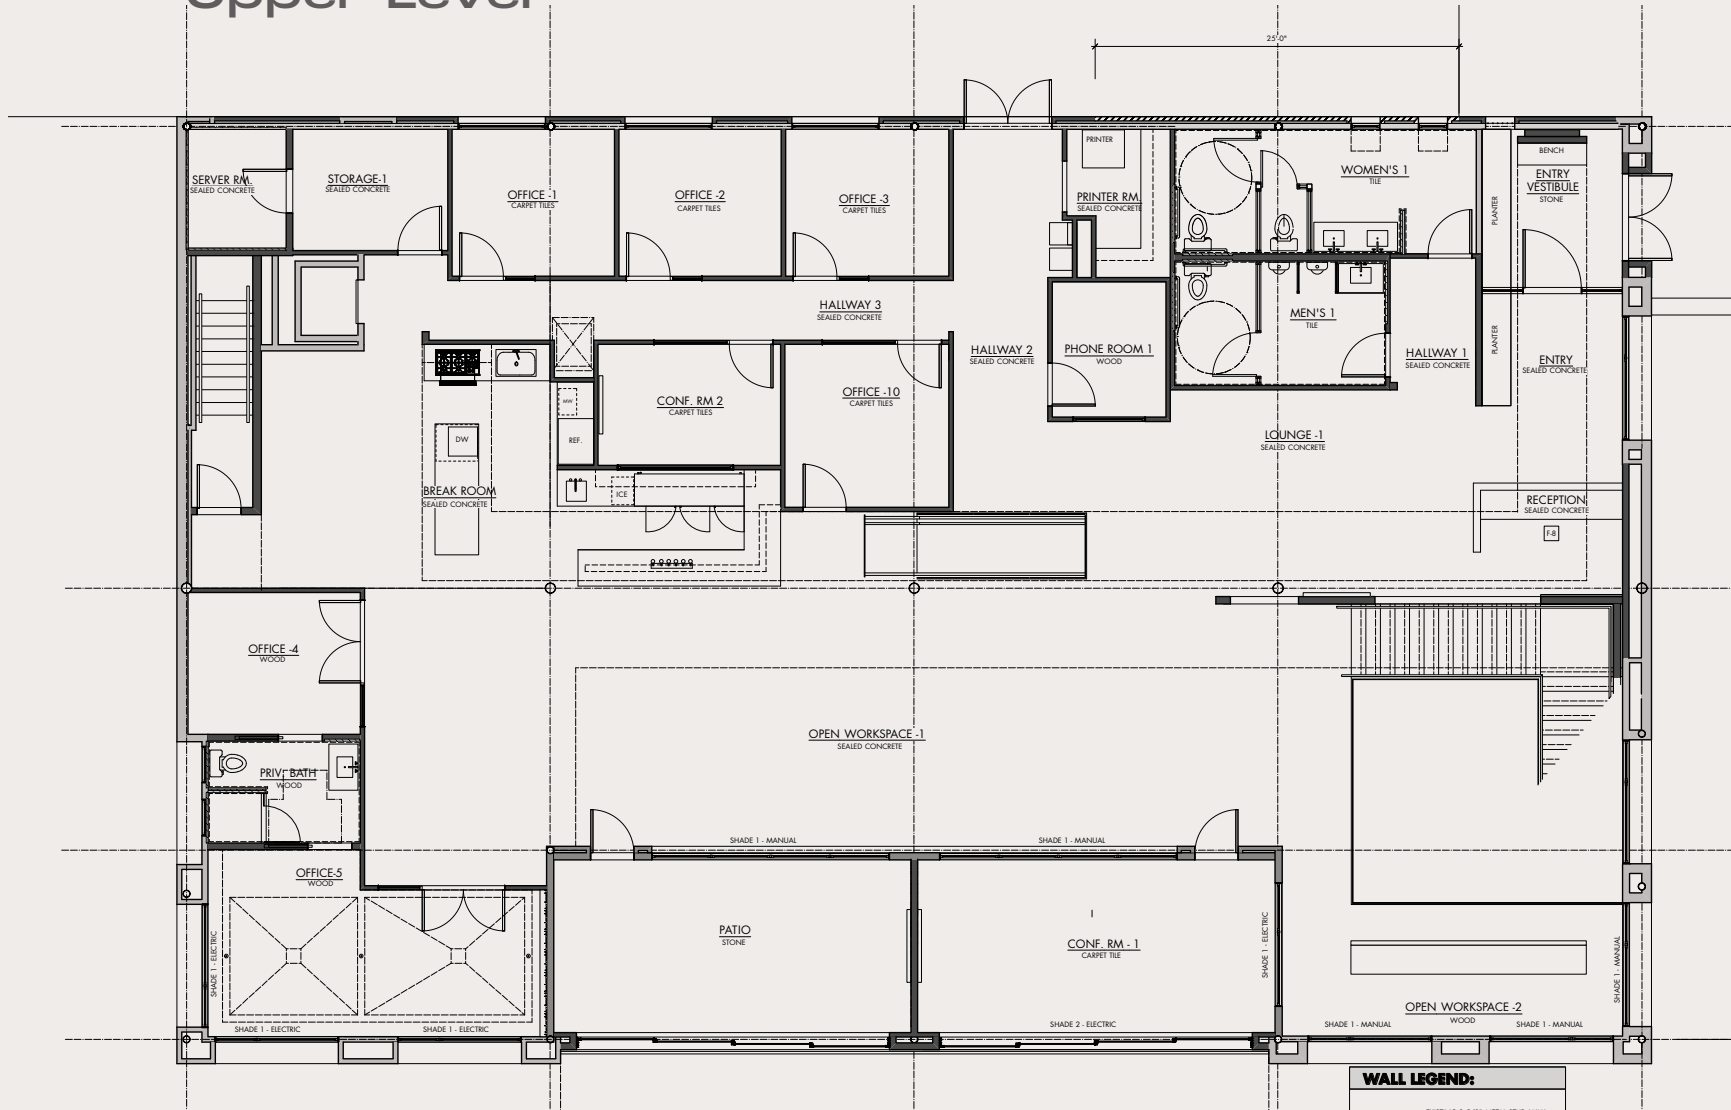 Upper Level
25'-0"
SERVER RM.
SEALED CONCRETE
STORAGE-1
SEALED CONCRETE
OFFICE -1
CARPET TILES
OFFICE -2
CARPET TILES
OFFICE -3
CARPET TILES
PRINTER
PRINTER RM.
SEALED CONCRETE
WOMEN'S 1
TILE
BENCH
ENTRY
VESTIBULE
STONE
PLANTER
HALLWAY 3
SEALED CONCRETE
MEN'S 1
TILE
PLANTER
HALLWAY 2
SEALED CONCRETE
PHONE ROOM 1
WOOD
HALLWAY 1
SEALED CONCRETE
ENTRY
SEALED CONCRETE
MW
CONF. RM 2
CARPET TILES
OFFICE -10
CARPET TILES
DW
REF.
LOUNGE -1
SEALED CONCRETE
BREAK ROOM
SEALED CONCRETE
ICE
RECEPTION
SEALED CONCRETE
F-8
OFFICE -4
WOOD
OPEN WORKSPACE -1
SEALED CONCRETE
PRIV. BATH
WOOD
SHADE 1 - MANUAL
SHADE 1 - MANUAL
OFFICE-5
WOOD
PATIO
STONE
CONF. RM - 1
CARPET TILE
SHADE 1 - ELECTRIC
SHADE 1 - ELECTRIC
SHADE 1 - MANUAL
OPEN WORKSPACE -2
WOOD
SHADE 1 - ELECTRIC
SHADE 1 - ELECTRIC
SHADE 2 - ELECTRIC
SHADE 1 - MANUAL
SHADE 1 - MANUAL
WALL LEGEND: